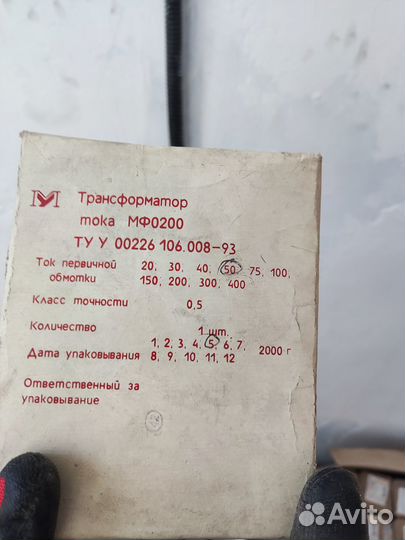 Трансформатор
тока МФ0200
ТУ У 00226 106.008-93
Ток первичной 20, 30, 40, 50, 75, 100,
обмотки 150, 200, 300, 400
Класс точности 0,5
Количество 1 шт.
1, 2, 3, 4, 5, 6, 7, 2000 г
Дата упаковывания 8, 9, 10, 11, 12
Ответственный за
упаковывание
Avito